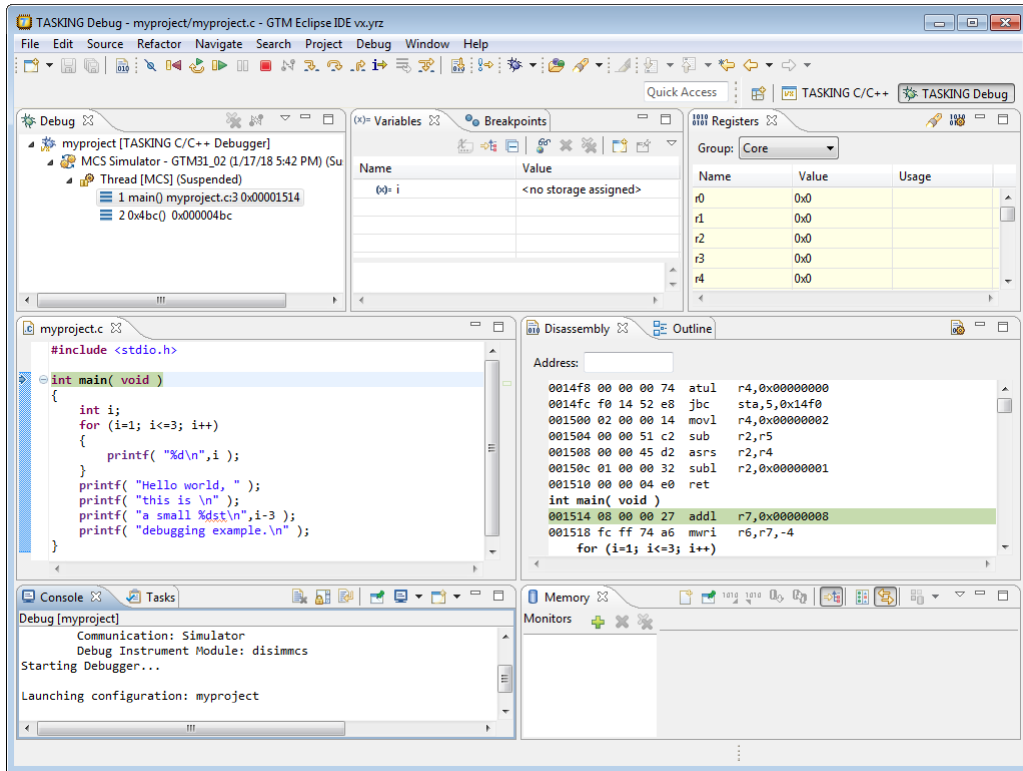 TASKING Debug - myproject/myproject.c - GTM Eclipse IDE vx.yrz
File Edit Source Refactor Navigate Search Project Debug Window Help
Quick Access TASKING C/C++ TASKING Debug
Debug
myproject [TASKING C/C++ Debugger]
MCS Simulator - GTM31_02 (1/17/18 5:42 PM) (Su
Thread [MCS] (Suspended)
1 main() myproject.c:3 0x00001514
2 0x4bc() 0x000004bc
(x)= Variables Breakpoints
Name Value
(x)= i <no storage assigned>
Registers
Group: Core
Name Value Usage
r0 0x0
r1 0x0
r2 0x0
r3 0x0
r4 0x0
myproject.c
#include <stdio.h>
int main( void )
{
int i;
for (i=1; i<=3; i++)
{
printf( "%d\n",i );
}
printf( "Hello world, " );
printf( "this is \n" );
printf( "a small %dst\n",i-3 );
printf( "debugging example.\n" );
}
Disassembly Outline
Address:
0014f8 00 00 00 74 atul r4,0x00000000
0014fc f0 14 52 e8 jbc sta,5,0x14f0
001500 02 00 00 14 movl r4,0x00000002
001504 00 00 51 c2 sub r2,r5
001508 00 00 45 d2 asrs r2,r4
00150c 01 00 00 32 subl r2,0x00000001
001510 00 00 04 e0 ret
int main( void )
001514 08 00 00 27 addl r7,0x00000008
001518 fc ff 74 a6 mwri r6,r7,-4
for (i=1; i<=3; i++)
Console Tasks
Debug [myproject]
Communication: Simulator
Debug Instrument Module: disimmcs
Starting Debugger...
Launching configuration: myproject
Memory
Monitors